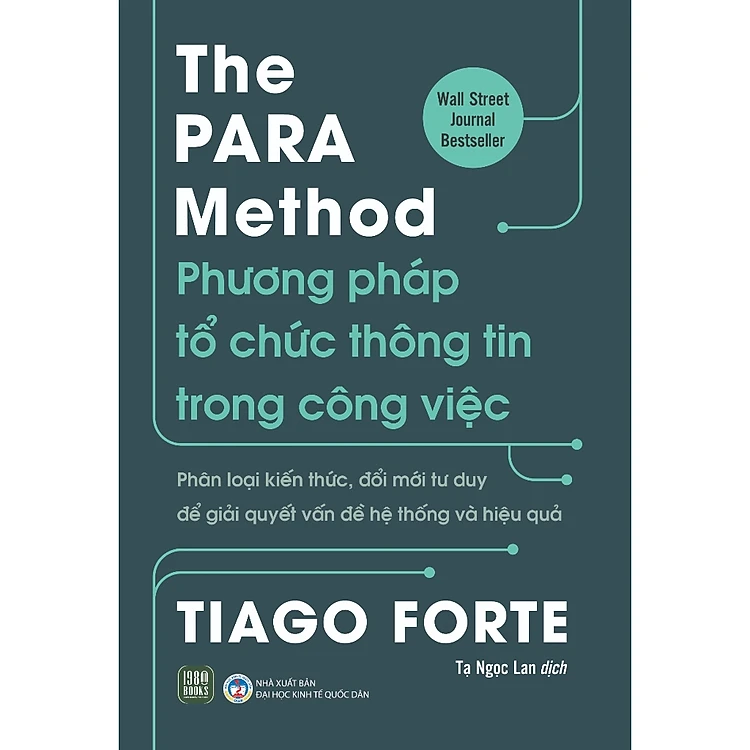 The
PARA
Method
Wall Street
Journal
Bestseller
Phương pháp
tổ chức thông tin
trong công việc
Phân loại kiến thức, đổi mới tư duy
để giải quyết vấn đề hệ thống và hiệu quả
TIAGO FORTE
Tạ Ngọc Lan dịch
1980
BOOKS
NHÀ XUẤT BẢN
ĐẠI HỌC KINH TẾ QUỐC DÂN